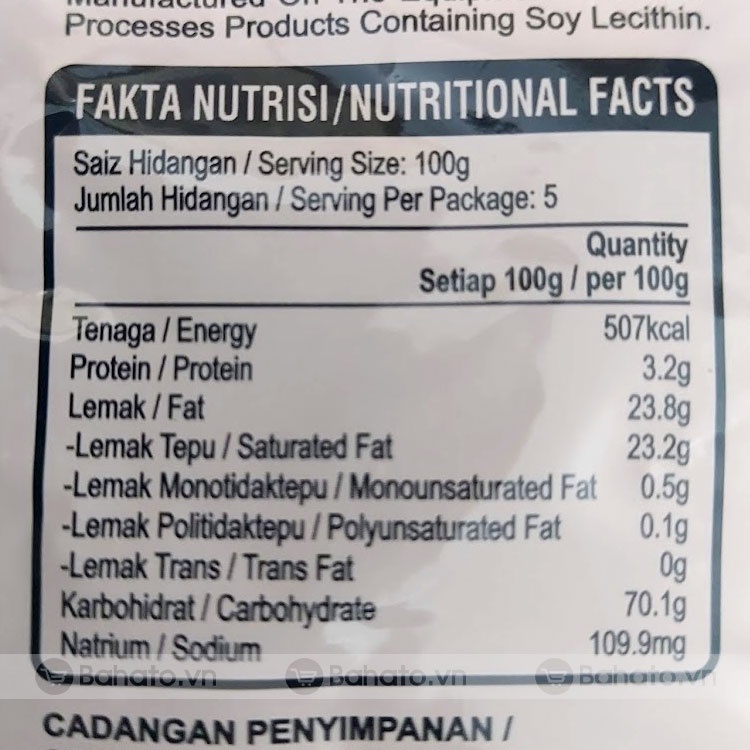 Manufactured On The
Processes Products Containing Soy Lecithin.
FAKTA NUTRISI/NUTRITIONAL FACTS
Saiz Hidangan / Serving Size: 100g
Jumlah Hidangan / Serving Per Package: 5
Quantity
Setiap 100g / per 100g
Tenaga / Energy 507kcal
Protein / Protein 3.2g
Lemak / Fat 23.8g
-Lemak Tepu / Saturated Fat 23.2g
-Lemak Monotidaktepu / Monounsaturated Fat 0.5g
-Lemak Politidaktepu / Polyunsaturated Fat 0.1g
-Lemak Trans / Trans Fat 0g
Karbohidrat / Carbohydrate 70.1g
Natrium / Sodium 109.9mg
Bahato.vn Bahato.vn Bahato.vn
CADANGAN PENYIMPANAN /